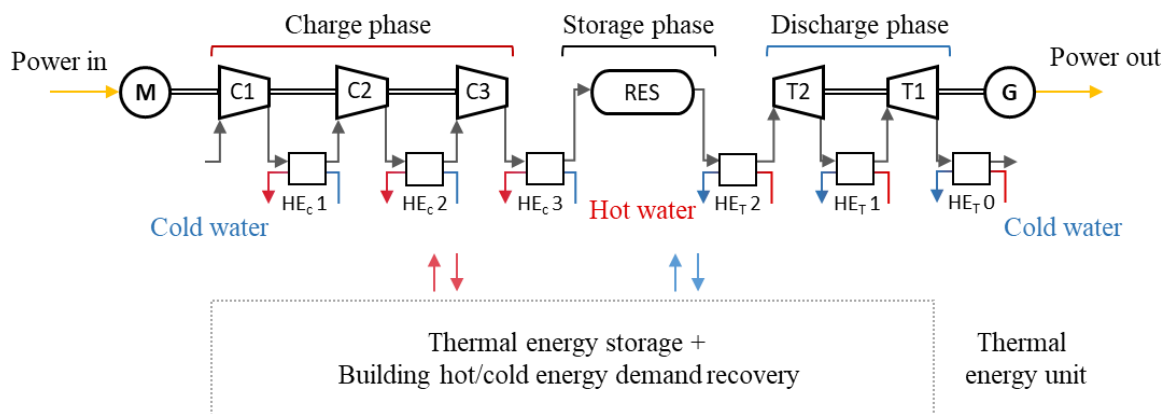 Charge phase
Storage phase
Discharge phase
Power in
Power out
M
C1
C2
C3
RES
T2
T1
G
HEc 1
HEc 2
HEc 3
HET 2
HET 1
HET 0
Cold water
Hot water
Cold water
Thermal energy storage +
Building hot/cold energy demand recovery
Thermal
energy unit